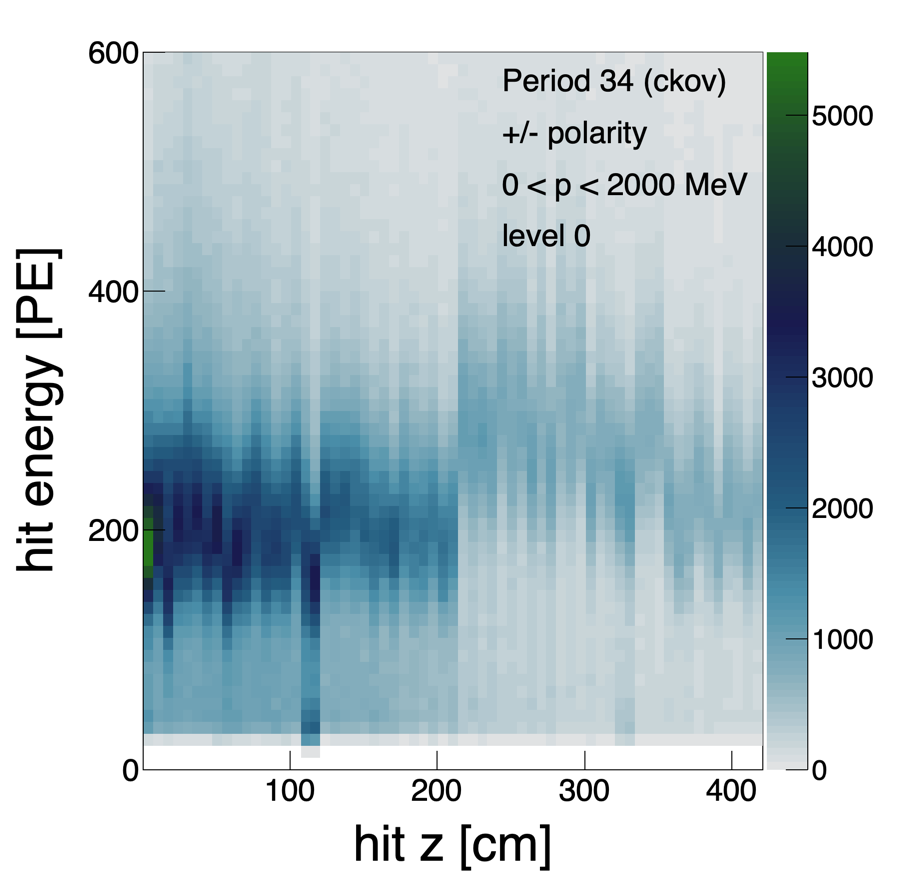 600
400
200
0
hit energy [PE]
Period 34 (ckov)
+/- polarity
0 < p < 2000 MeV
level 0
5000
4000
3000
2000
1000
0
100 200 300 400
hit z [cm]